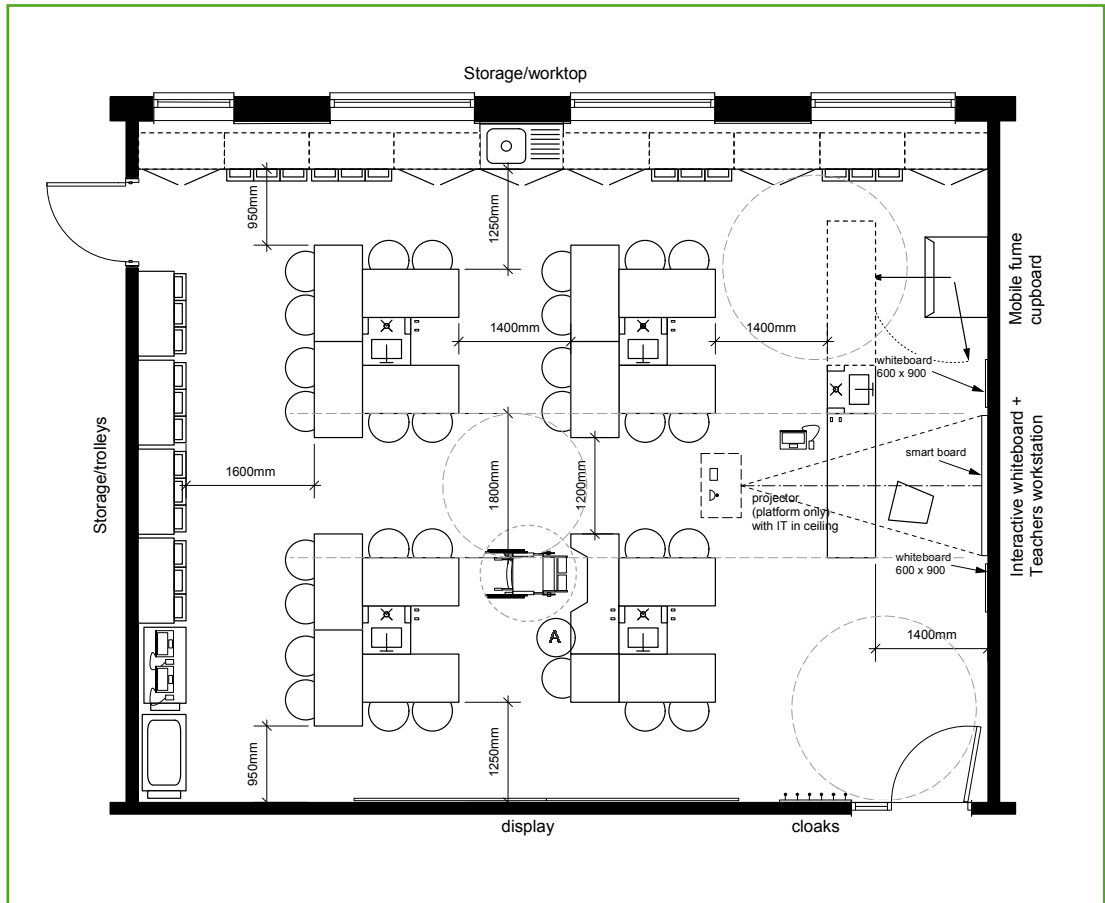 Storage/worktop
950mm
1250mm
Mobile fume
cupboard
1400mm
1400mm
whiteboard
600 x 900
Storage/trolleys
1600mm
1800mm
1200mm
smart board
projector
(platform only)
with IT in ceiling
Interactive whiteboard +
Teachers workstation
whiteboard
600 x 900
A
1400mm
950mm
1250mm
display
cloaks